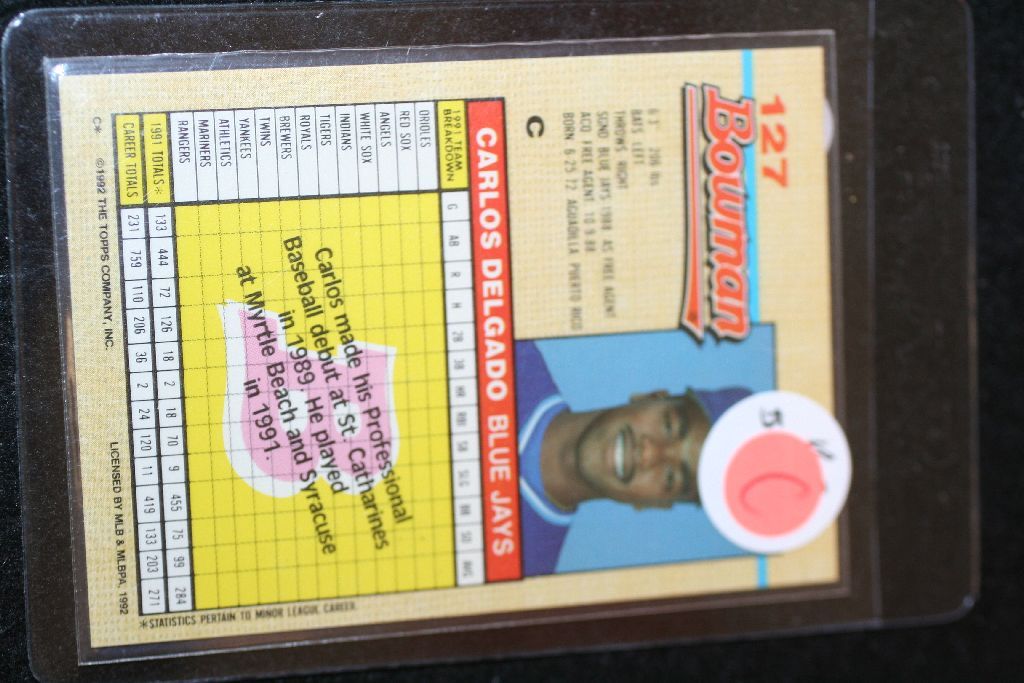 127
Bowman
6'3" 206 lbs
BATS LEFT
THROWS RIGHT
SGND BLUE JAYS 1988 AS FREE AGENT
ACQ FREE AGENT 10-9-88
BORN 6-25-72 AGUADILLA PUERTO RICO
C
B
C
CARLOS DELGADO BLUE JAYS
1991 TEAM BREAKDOWN G AB R H 2B 3B HR RBI SB SLG BB SO AVG
ORIOLES
RED SOX
ANGELS
WHITE SOX
INDIANS
TIGERS
ROYALS
BREWERS
TWINS
YANKEES
ATHLETICS
MARINERS
RANGERS
Carlos made his Professional
Baseball debut at St. Catharines
in 1989. He played
at Myrtle Beach and Syracuse
in 1991.
1991 TOTALS* 133 444 72 126 18 2 18 70 9 455 75 99 284
CAREER TOTALS 231 759 110 206 36 2 24 120 11 419 133 203 271
*STATISTICS PERTAIN TO MINOR LEAGUE CAREER.
C* ©1992 THE TOPPS COMPANY, INC. LICENSED BY MLB & MLBPA, 1992